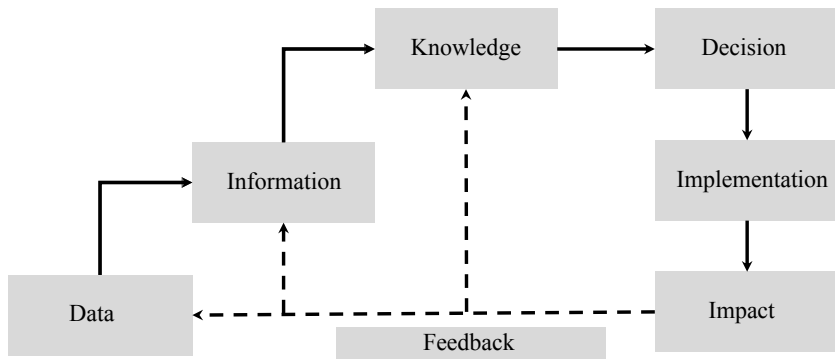 Knowledge
Decision
Information
Implementation
Data
Impact
Feedback